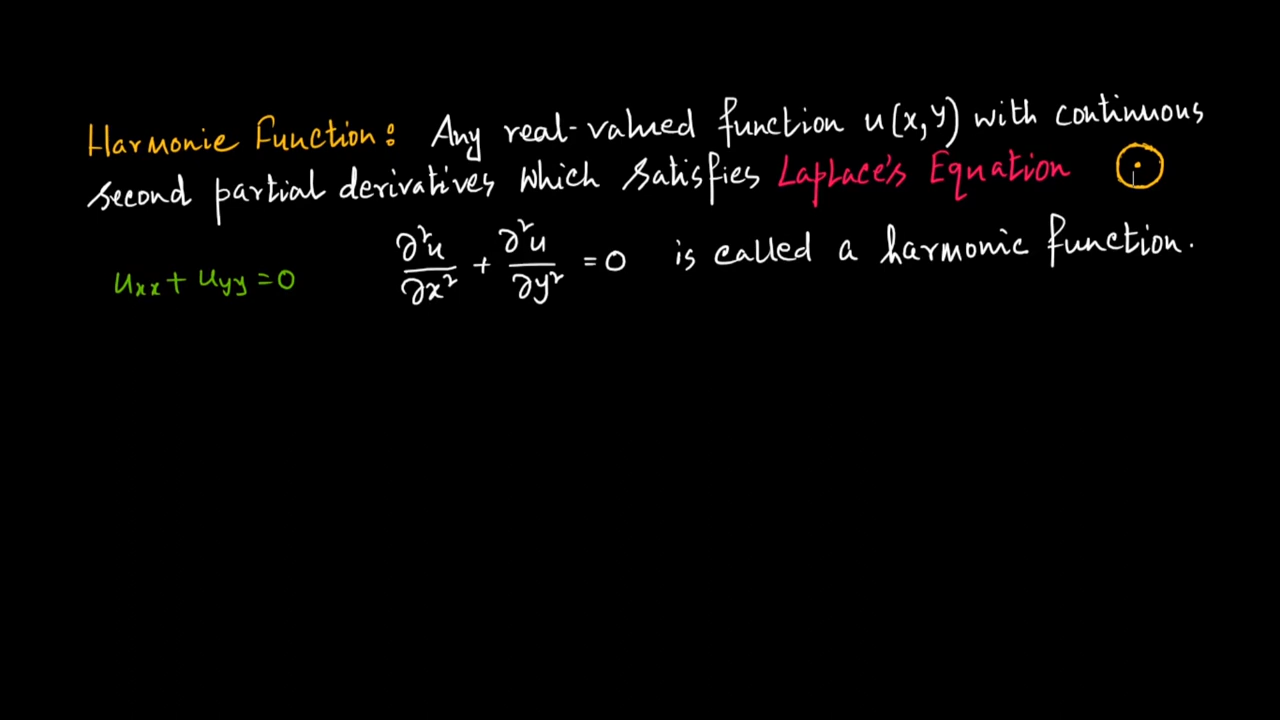 Harmonic Function: Any real-valued function u(x,y) with continuous
second partial derivatives which satisfies Laplace's Equation
∂²u/∂x² + ∂²u/∂y² = 0 is called a harmonic function.
uxx + uyy = 0